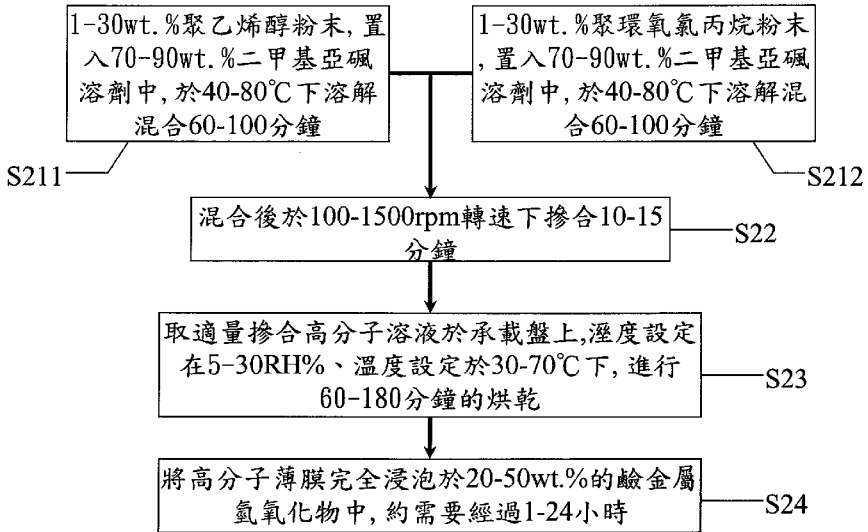 1-30wt.%聚乙烯醇粉末,置
入70-90wt.%二甲基亞碸
溶劑中,於40-80℃下溶解
混合60-100分鐘
1-30wt.%聚環氧氯丙烷粉末
,置入70-90wt.%二甲基亞碸
溶劑中,於40-80℃下溶解混
合60-100分鐘
S211
S212
混合後於100-1500rpm轉速下摻合10-15
分鐘
S22
取適量摻合高分子溶液於承載盤上,溼度設定
在5-30RH%、溫度設定於30-70℃下,進行
60-180分鐘的烘乾
S23
將高分子薄膜完全浸泡於20-50wt.%的鹼金屬
氫氧化物中,約需要經過1-24小時
S24